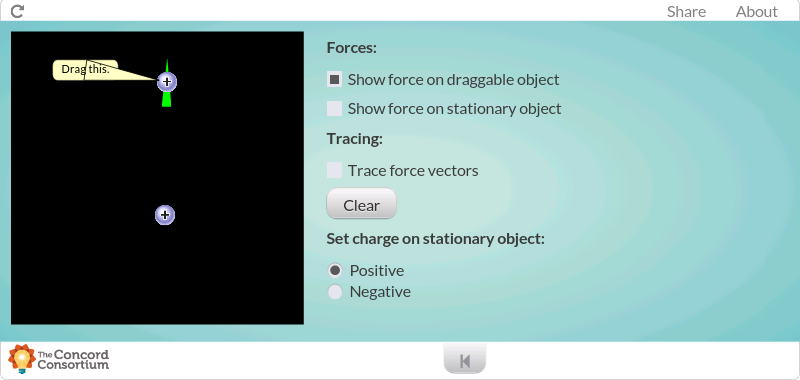 Share
About
Drag this.
+
+
Forces:
Show force on draggable object
Show force on stationary object
Tracing:
Trace force vectors
Clear
Set charge on stationary object:
Positive
Negative
The Concord
Consortium